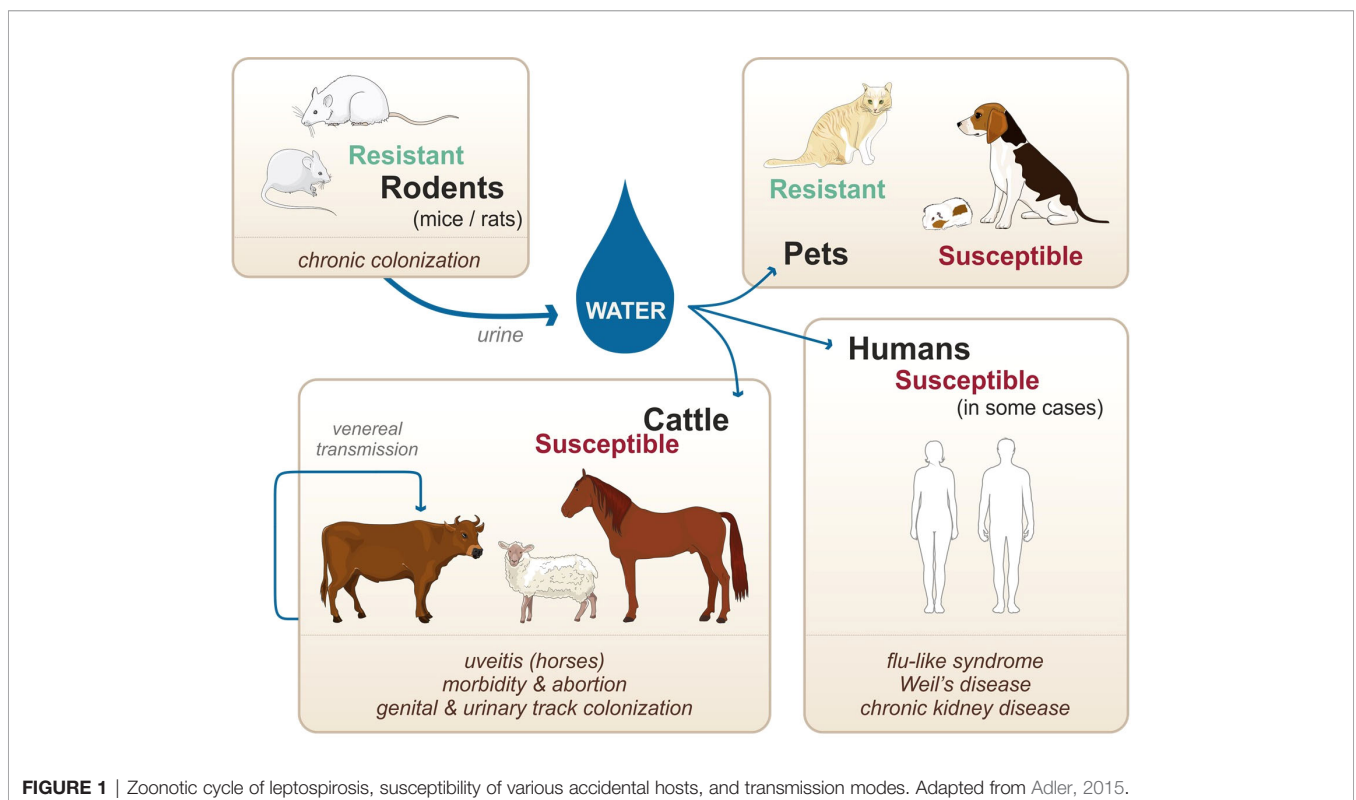 Resistant
Rodents
(mice / rats)
chronic colonization
urine
WATER
Resistant
Pets
Susceptible
Humans
Susceptible
(in some cases)
flu-like syndrome
Weil's disease
chronic kidney disease
Cattle
Susceptible
venereal
transmission
uveitis (horses)
morbidity & abortion
genital & urinary track colonization
FIGURE 1 | Zoonotic cycle of leptospirosis, susceptibility of various accidental hosts, and transmission modes. Adapted from Adler, 2015.